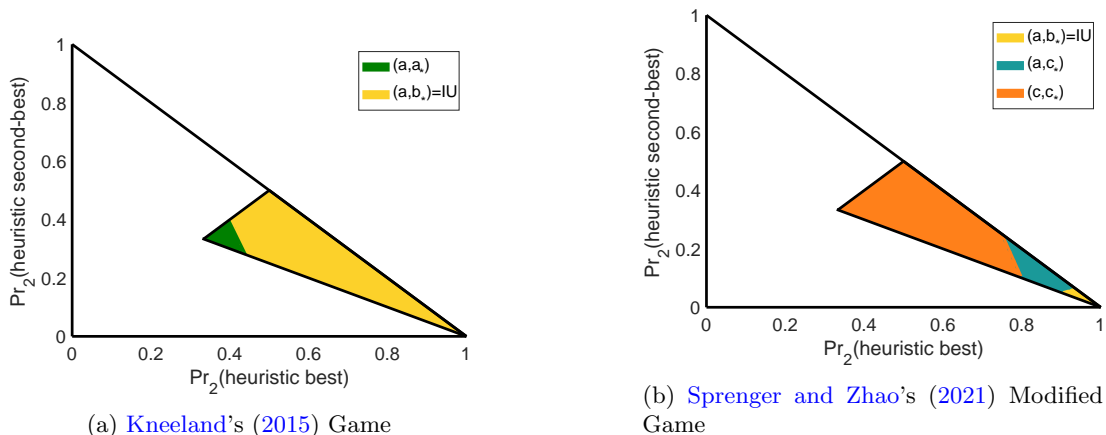 1
0.8
0.6
0.4
0.2
0
0
0.2
0.4
0.6
0.8
1
Pr2(heuristic second-best)
Pr2(heuristic best)
(a,a*)
(a,b*)=IU
(a) Kneeland's (2015) Game
1
0.8
0.6
0.4
0.2
0
0
0.2
0.4
0.6
0.8
1
Pr2(heuristic second-best)
Pr2(heuristic best)
(a,b*)=IU
(a,c*)
(c,c*)
(b) Sprenger and Zhao's (2021) Modified
Game